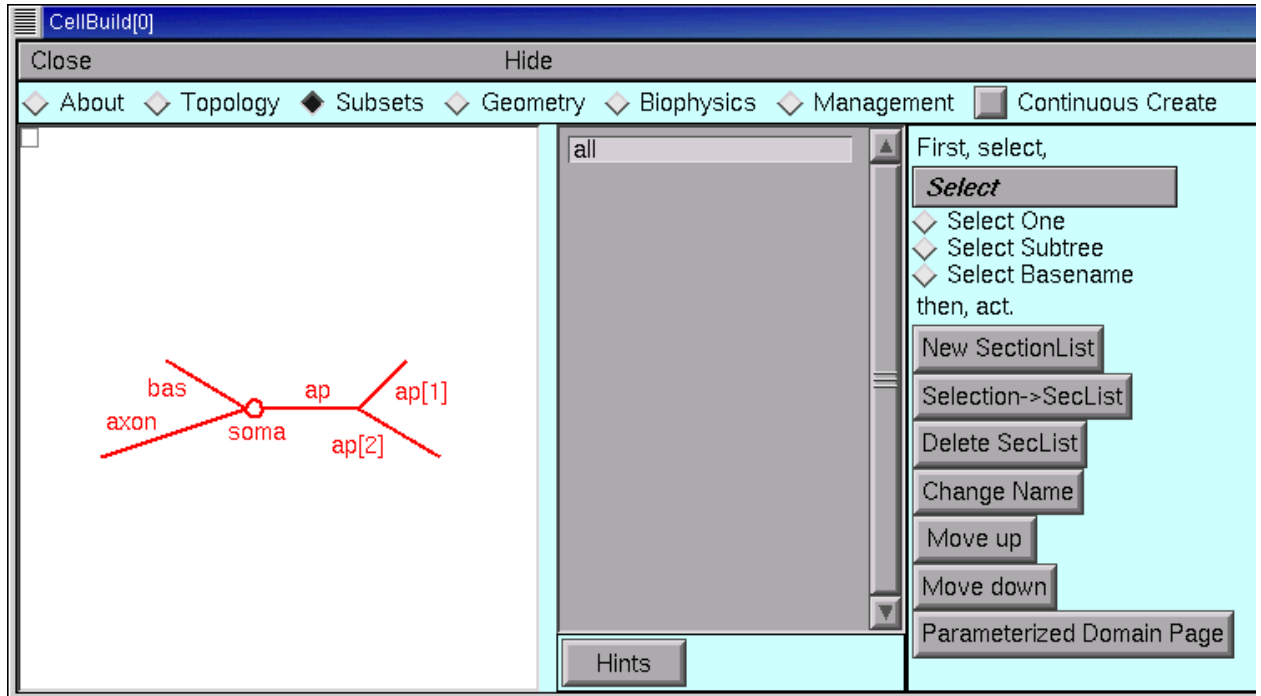 CellBuild[0]
Close Hide
About Topology Subsets Geometry Biophysics Management Continuous Create
bas
axon
soma
ap
ap[1]
ap[2]
all
Hints
First, select,
Select
Select One
Select Subtree
Select Basename
then, act.
New SectionList
Selection->SecList
Delete SecList
Change Name
Move up
Move down
Parameterized Domain Page